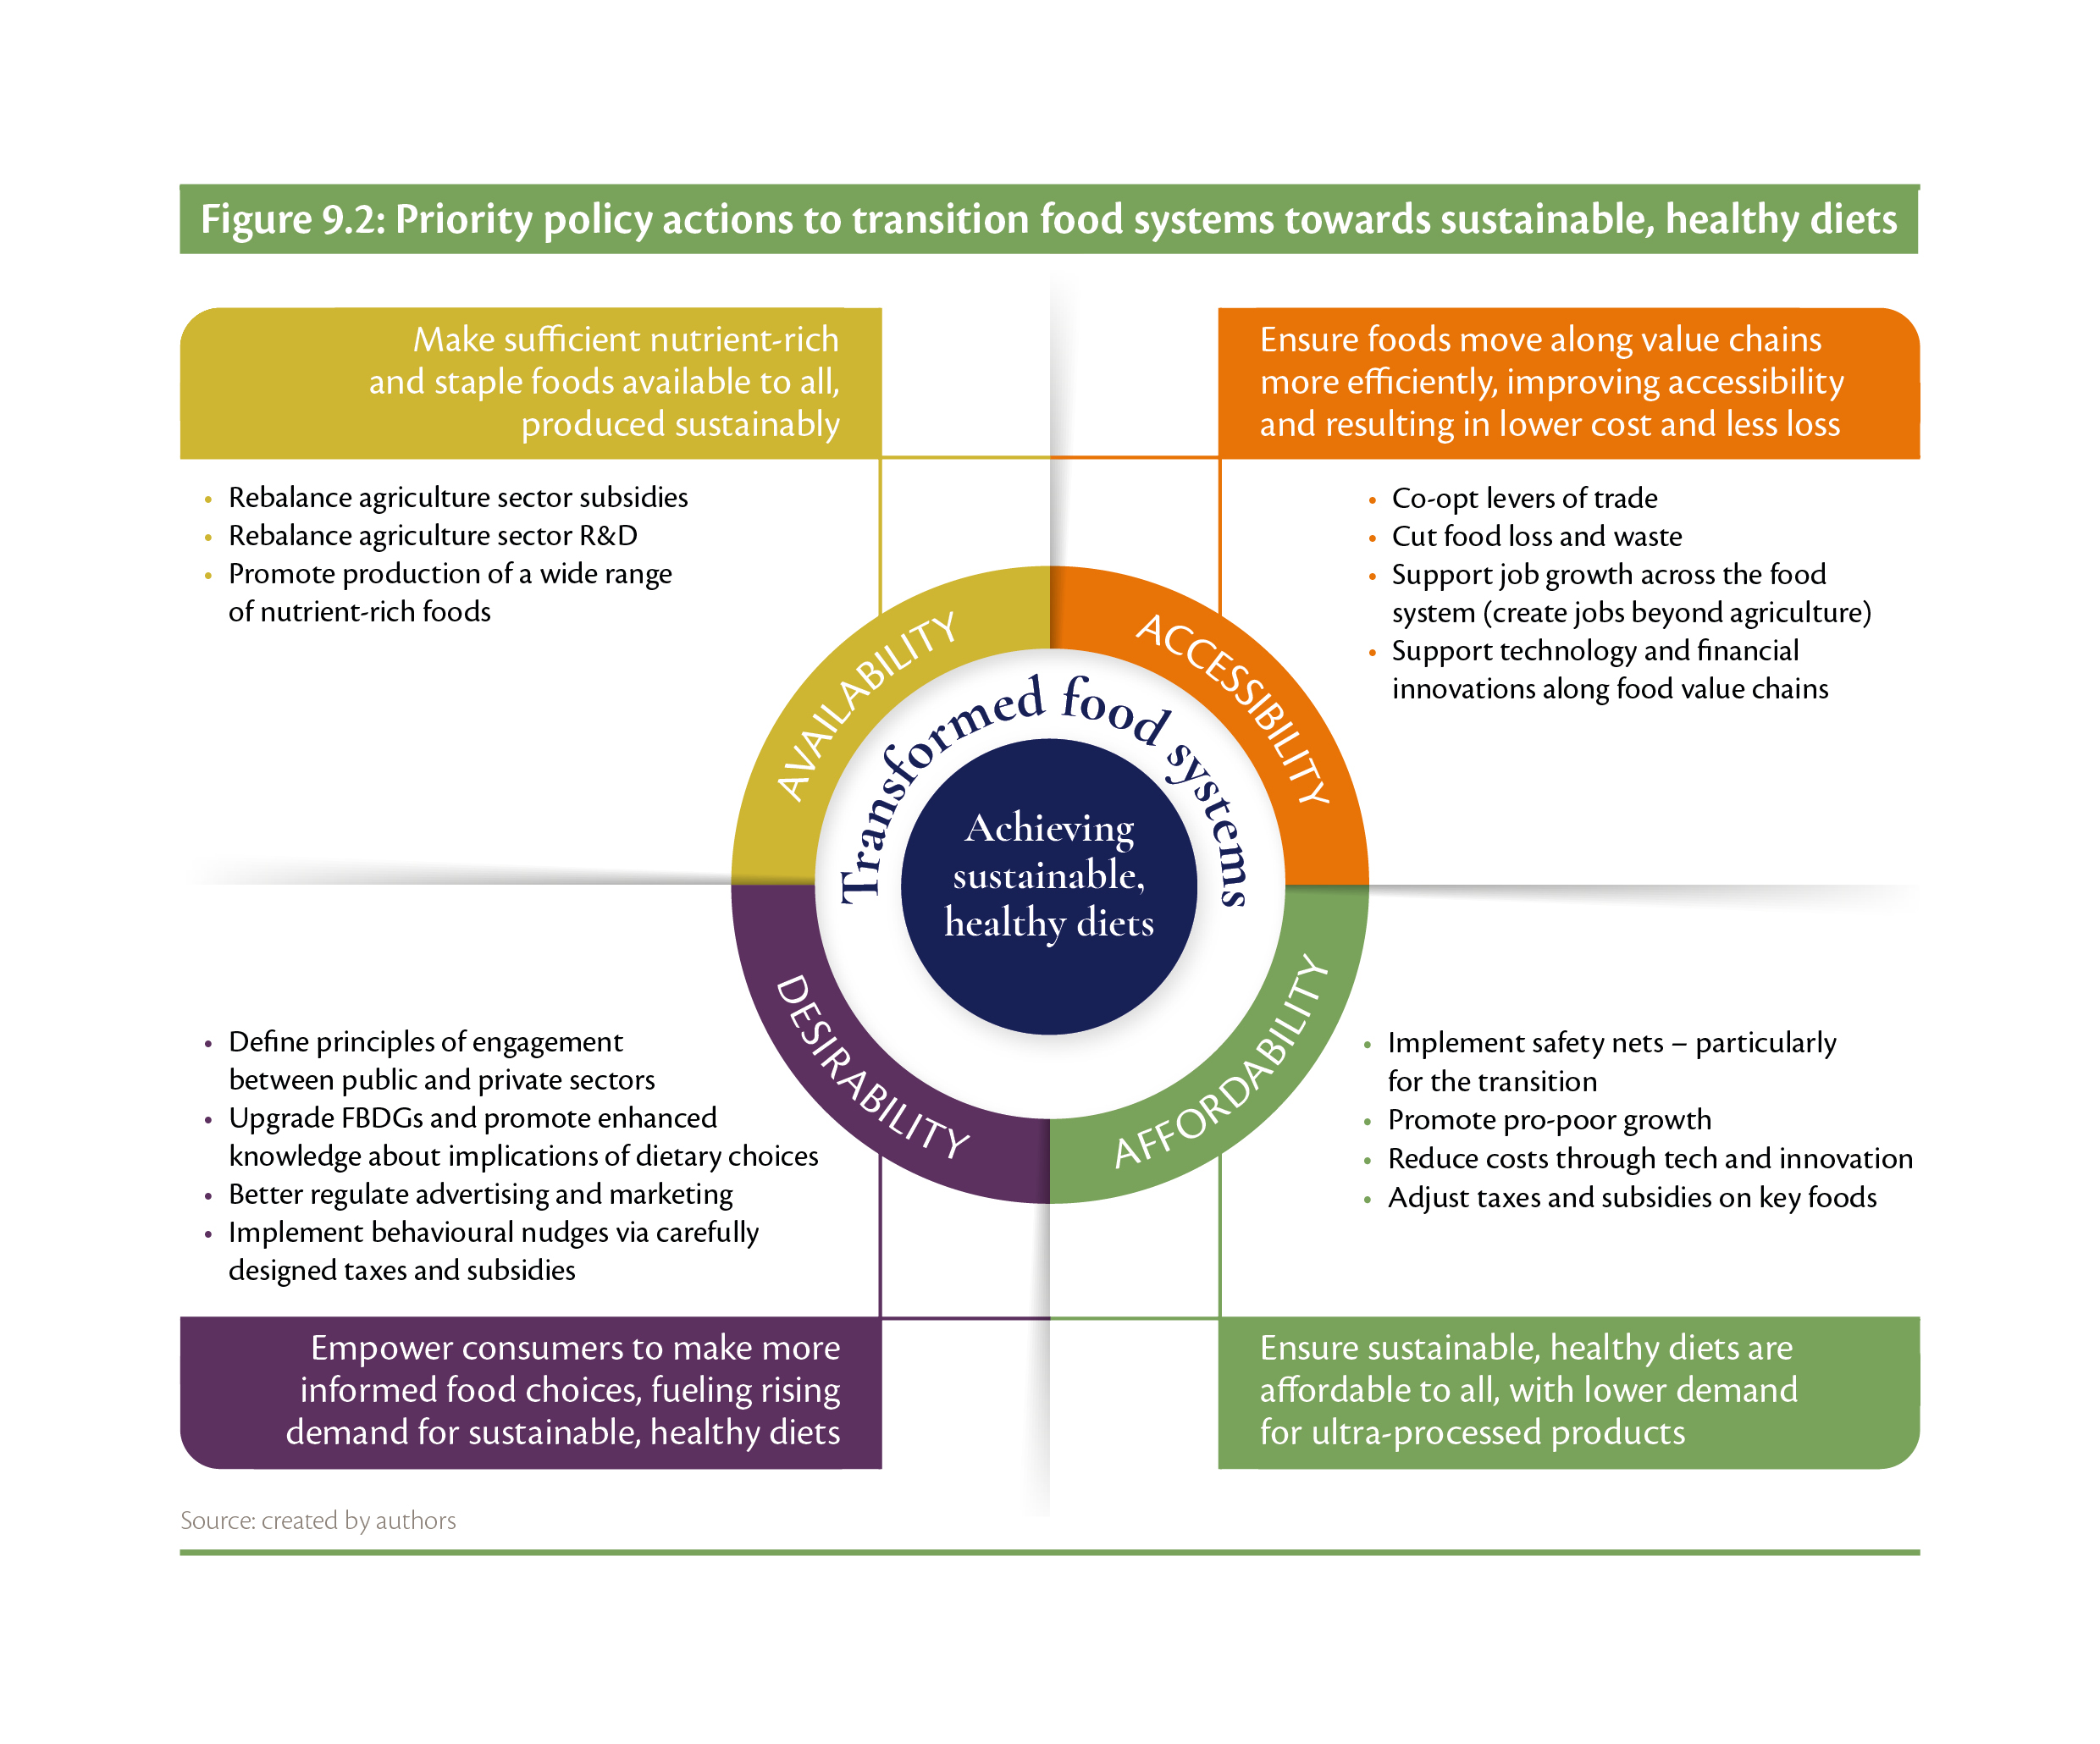 Figure 9.2: Priority policy actions to transition food systems towards sustainable, healthy diets
Make sufficient nutrient-rich
and staple foods available to all,
produced sustainably
• Rebalance agriculture sector subsidies
• Rebalance agriculture sector R&D
• Promote production of a wide range
of nutrient-rich foods
Ensure foods move along value chains
more efficiently, improving accessibility
and resulting in lower cost and less loss
• Co-opt levers of trade
• Cut food loss and waste
• Support job growth across the food
system (create jobs beyond agriculture)
• Support technology and financial
innovations along food value chains
AVAILABILITY
ACCESSIBILITY
Transformed food systems
Achieving
sustainable,
healthy diets
DESIRABILITY
AFFORDABILITY
• Define principles of engagement
between public and private sectors
• Upgrade FBDGs and promote enhanced
knowledge about implications of dietary choices
• Better regulate advertising and marketing
• Implement behavioural nudges via carefully
designed taxes and subsidies
Empower consumers to make more
informed food choices, fueling rising
demand for sustainable, healthy diets
• Implement safety nets – particularly
for the transition
• Promote pro-poor growth
• Reduce costs through tech and innovation
• Adjust taxes and subsidies on key foods
Ensure sustainable, healthy diets are
affordable to all, with lower demand
for ultra-processed products
Source: created by authors